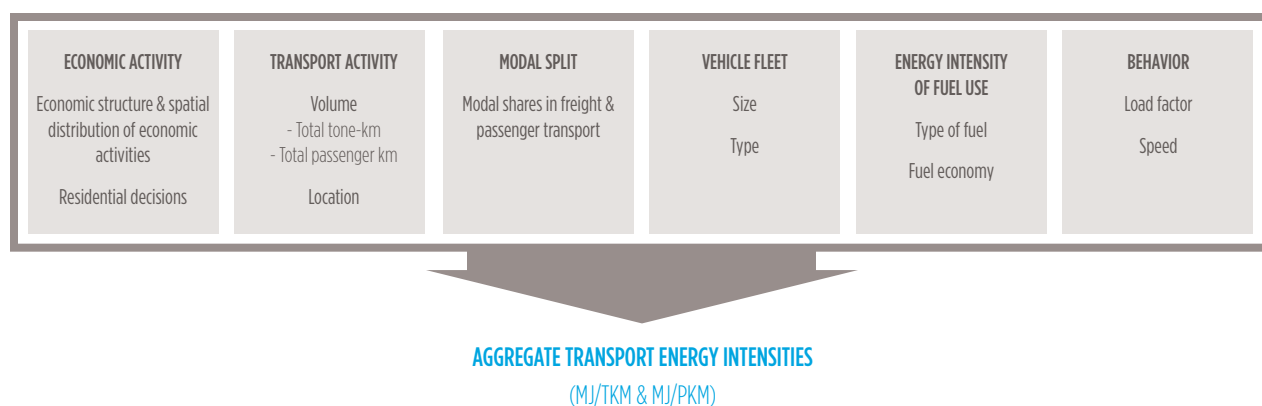 ECONOMIC ACTIVITY
Economic structure & spatial
distribution of economic
activities
Residential decisions
TRANSPORT ACTIVITY
Volume
- Total tone-km
- Total passenger km
Location
MODAL SPLIT
Modal shares in freight &
passenger transport
VEHICLE FLEET
Size
Type
ENERGY INTENSITY
OF FUEL USE
Type of fuel
Fuel economy
BEHAVIOR
Load factor
Speed
AGGREGATE TRANSPORT ENERGY INTENSITIES
(MJ/TKM & MJ/PKM)